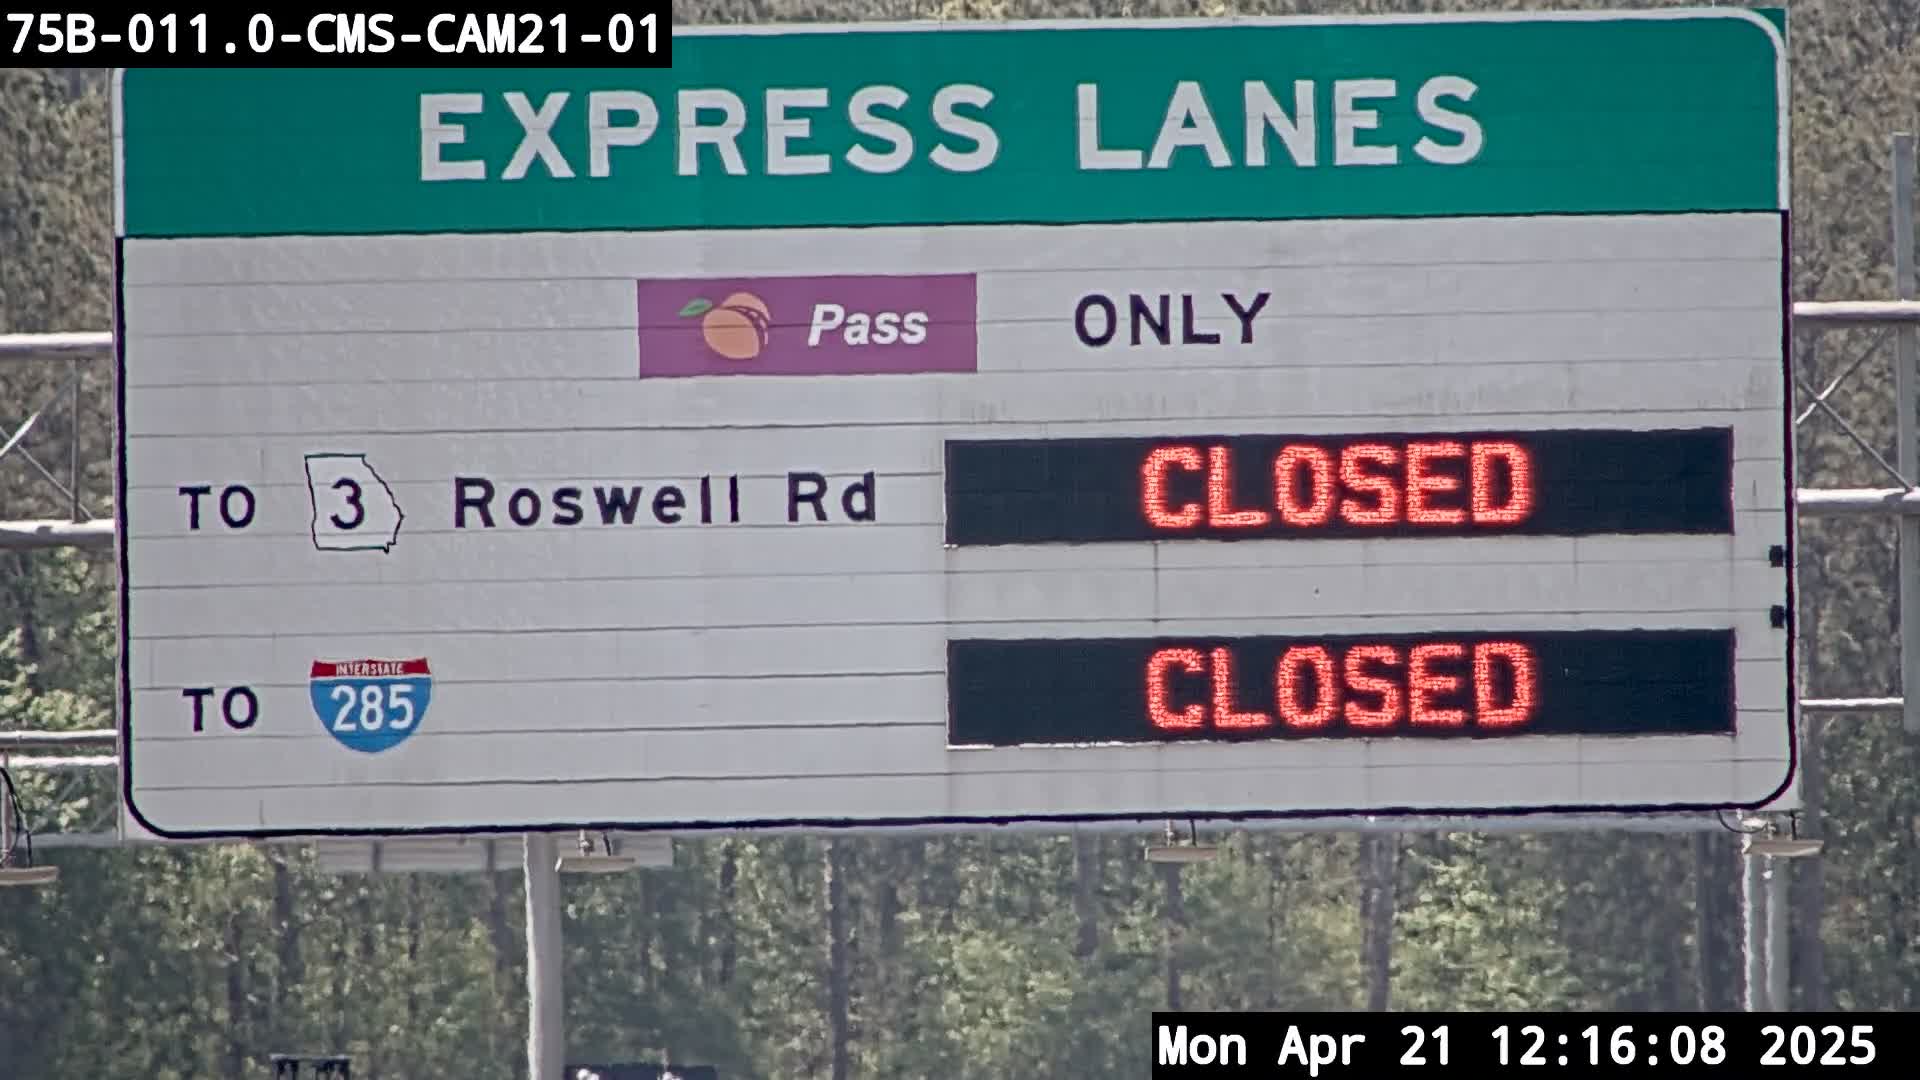 75B-011.0-CMS-CAM21-01
EXPRESS LANES
Pass ONLY
TO 3 Roswell Rd CLOSED
TO INTERSTATE 285 CLOSED
Mon Apr 21 12:16:08 2025